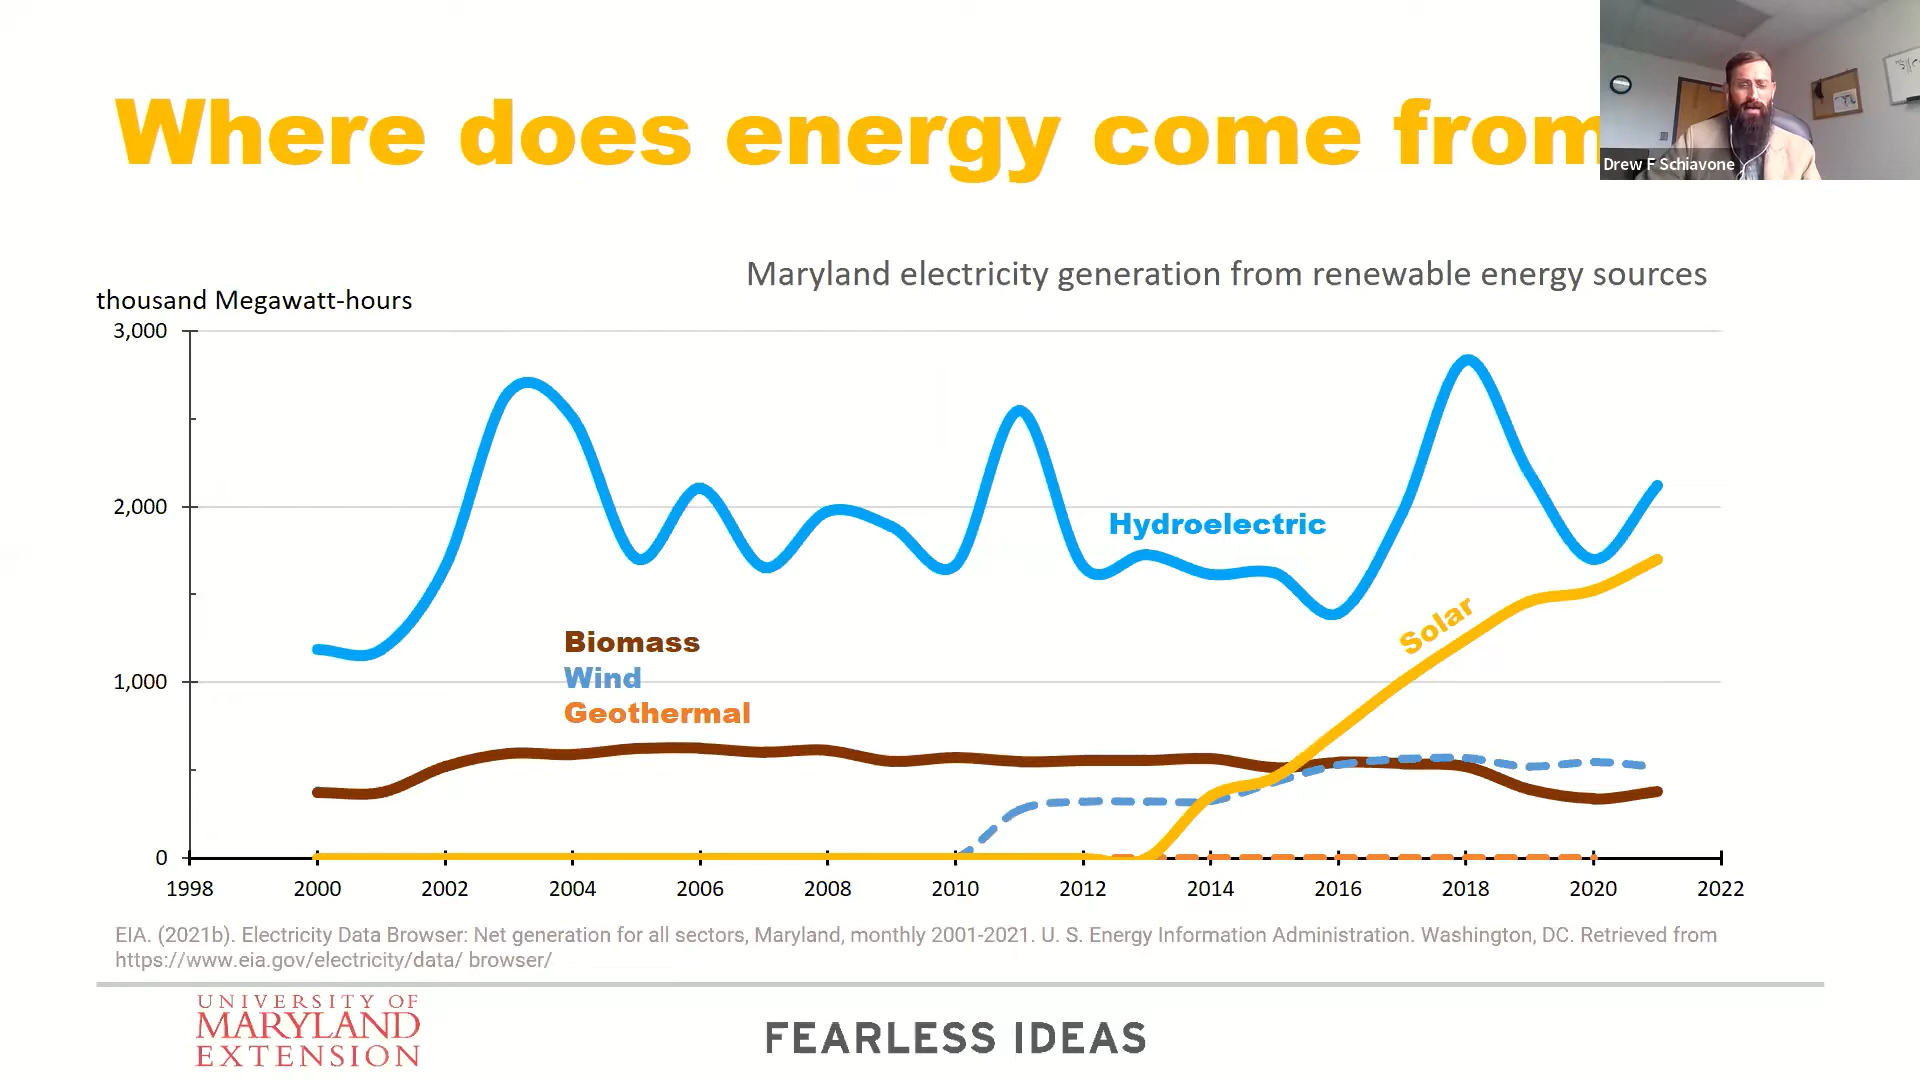 Where does energy come from
Drew F Schiavone
Maryland electricity generation from renewable energy sources
thousand Megawatt-hours
3,000
2,000
1,000
0
Hydroelectric
Solar
Biomass
Wind
Geothermal
1998 2000 2002 2004 2006 2008 2010 2012 2014 2016 2018 2020 2022
EIA. (2021b). Electricity Data Browser: Net generation for all sectors, Maryland, monthly 2001-2021. U. S. Energy Information Administration. Washington, DC. Retrieved from
https://www.eia.gov/electricity/data/ browser/
UNIVERSITY OF
MARYLAND
EXTENSION
FEARLESS IDEAS